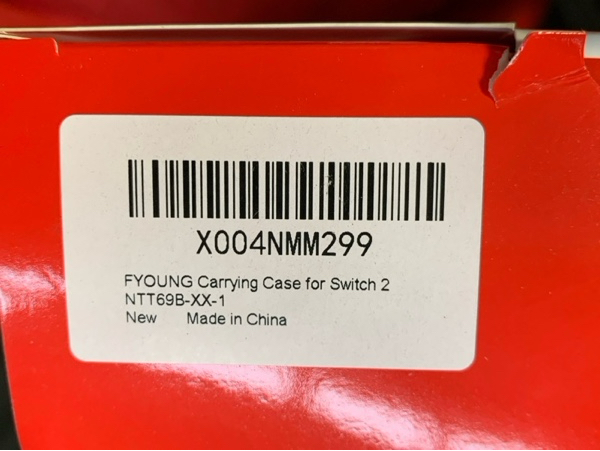 X004NMM299
FYOUNG Carrying Case for Switch 2
NTT69B-XX-1
New Made in China